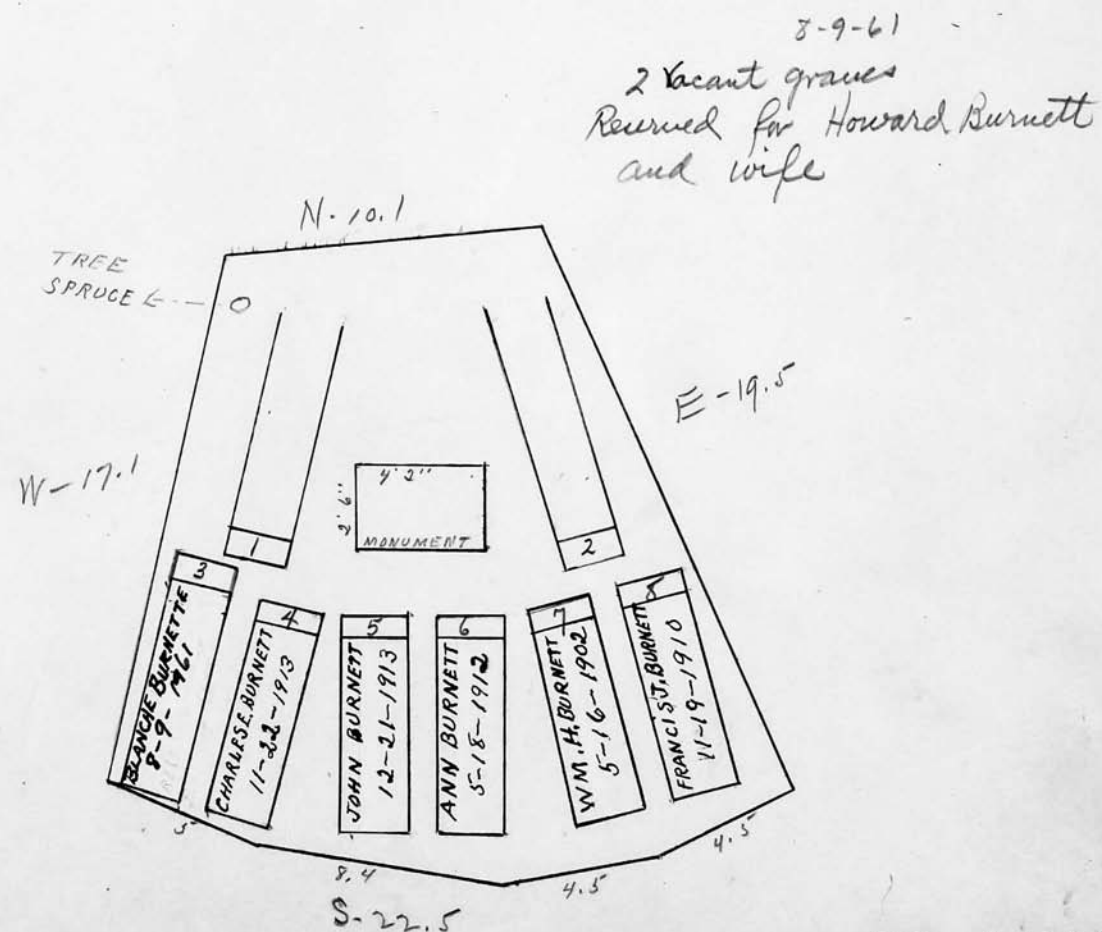 8-9-61
2 Vacant graves
Reserved for Howard Burnett
and wife
N- 10.1
TREE
SPRUCE
E-19.5
W-17.1
4' 2"
2' 6"
MONUMENT
1
2
3
BLANCHE BURNETTE
8-9-1961
4
CHARLES E. BURNETT
11-22-1913
5
JOHN BURNETT
12-21-1913
6
ANN BURNETT
5-18-1912
7
WM. H. BURNETT
5-16-1902
8
FRANCIS J. BURNETT
11-19-1910
5
8.4
4.5
4.5
S-22.5